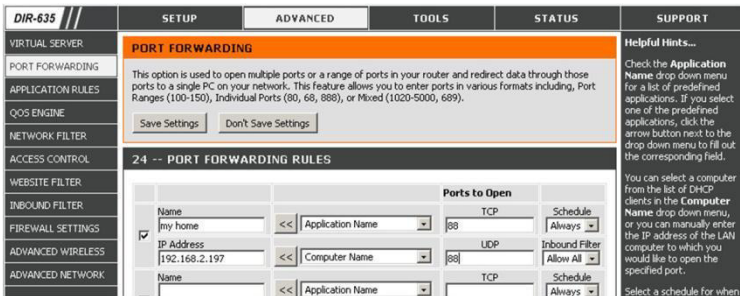 DIR-635
SETUP
ADVANCED
TOOLS
STATUS
SUPPORT
VIRTUAL SERVER
PORT FORWARDING
APPLICATION RULES
QOS ENGINE
NETWORK FILTER
ACCESS CONTROL
WEBSITE FILTER
INBOUND FILTER
FIREWALL SETTINGS
ADVANCED WIRELESS
ADVANCED NETWORK
PORT FORWARDING
This option is used to open multiple ports or a range of ports in your router and redirect data through those
ports to a single PC on your network. This feature allows you to enter ports in various formats including, Port
Ranges (100-150), Individual Ports (80, 68, 888), or Mixed (1020-5000, 689).
Save Settings
Don't Save Settings
24 -- PORT FORWARDING RULES
Ports to Open
Name
TCP
Schedule
my home
<<
Application Name
88
Always
IP Address
UDP
Inbound Filter
192.168.2.197
<<
Computer Name
88
Allow All
Name
TCP
Schedule
<<
Application Name
Always
Helpful Hints...
Check the Application
Name drop down menu
for a list of predefined
applications. If you select
one of the predefined
applications, click the
arrow button next to the
drop down menu to fill out
the corresponding field.
You can select a computer
from the list of DHCP
clients in the Computer
Name drop down menu,
or you can manually enter
the IP address of the LAN
computer to which you
would like to open the
specified port.
Select a schedule for when